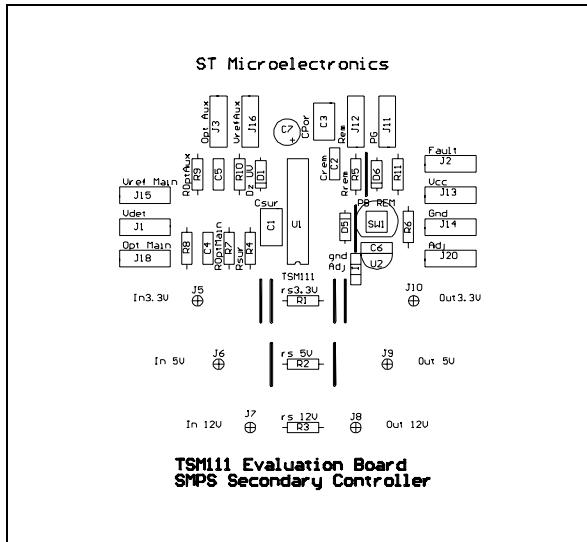 ST Microelectronics
Opt Aux
J3
VrefAux
J16
C7
+
CPor
C3
Rem
J12
PG
J11
Fault
J2
ROptAux
R9
C5
R10
Dz UV
D1
Crem
C2
Rrem
R5
D6
R11
Vcc
J13
Vref Main
J15
Csur
C1
U1
PB REM
SW1
D5
R6
Gnd
J14
Vdet
J1
Opt Main
J18
R8
C4
ROptMain
R7
Rsur
R4
C6
U2
Adj
J20
gnd
Adj
TSM111
J5
In3.3V
rs3.3V
R1
J10
Out3.3V
J6
In 5V
rs 5V
R2
J9
Out 5V
J7
In 12V
rs 12V
R3
J8
Out 12V
TSM111 Evaluation Board
SMPS Secondary Controller